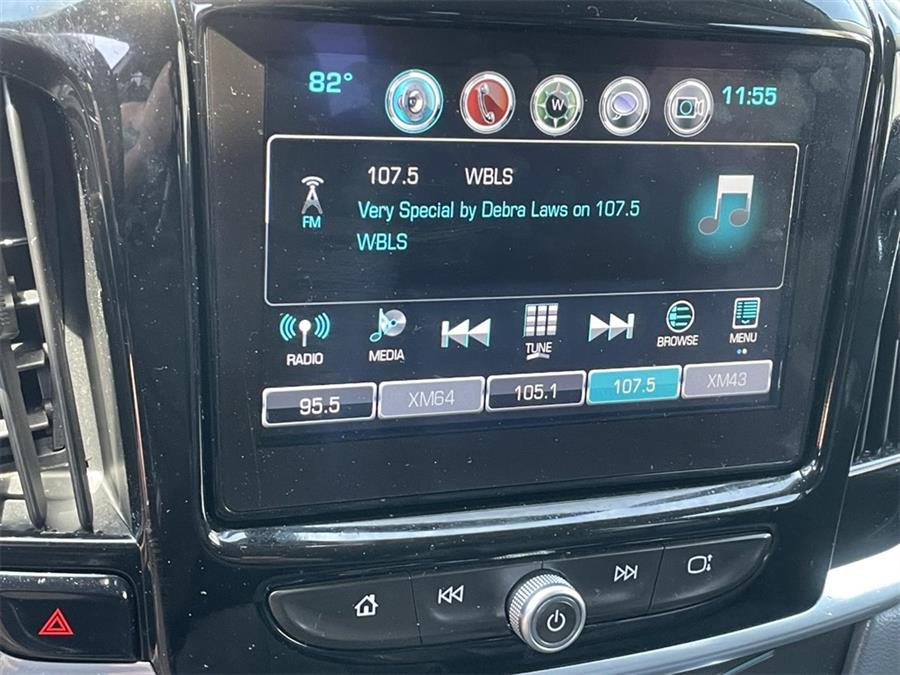 82°
W
11:55
107.5 WBLS
FM
Very Special by Debra Laws on 107.5
WBLS
RADIO
MEDIA
TUNE
BROWSE
MENU
95.5
XM64
105.1
107.5
XM43